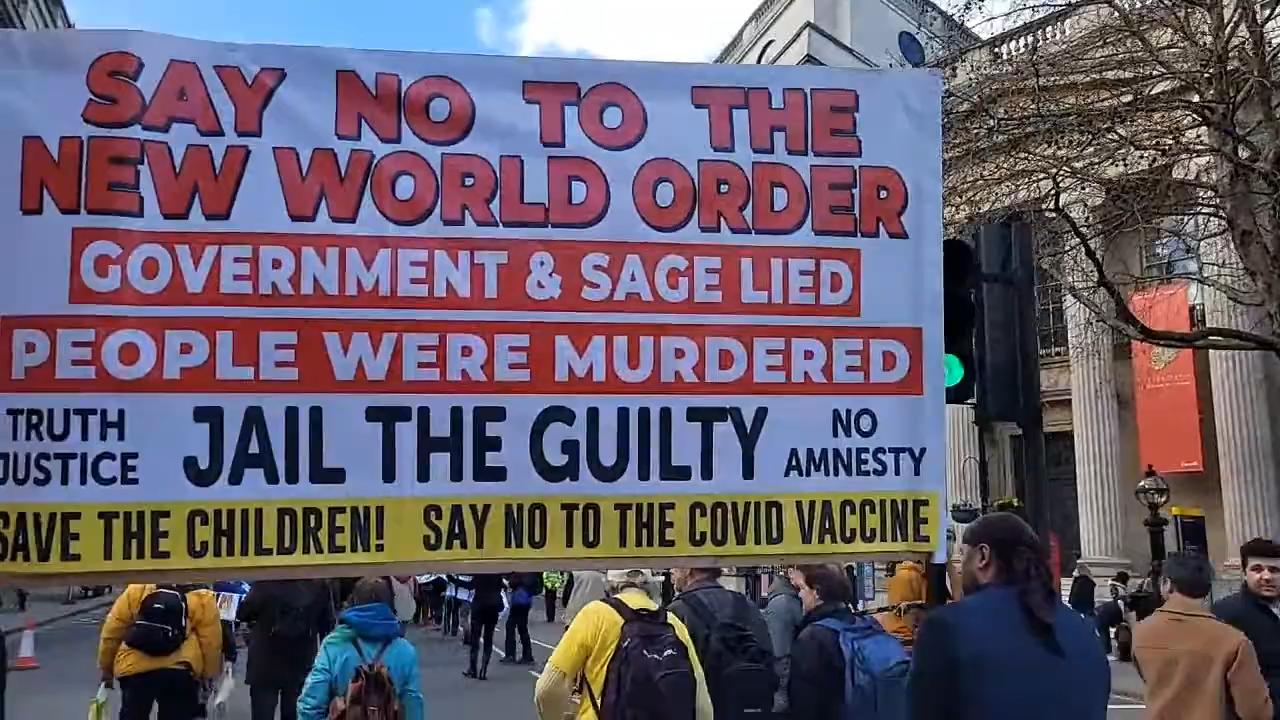 SAY NO TO THE
NEW WORLD ORDER
GOVERNMENT & SAGE LIED
PEOPLE WERE MURDERED
TRUTH
JUSTICE
JAIL THE GUILTY
NO
AMNESTY
SAVE THE CHILDREN! SAY NO TO THE COVID VACCINE